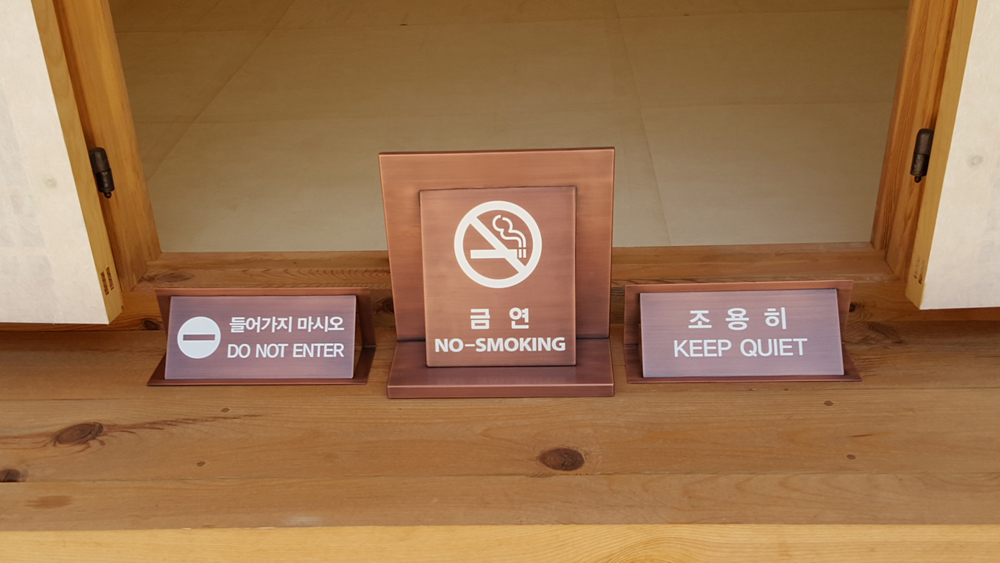 들어가지 마시오
DO NOT ENTER
금 연
NO-SMOKING
조 용 히
KEEP QUIET